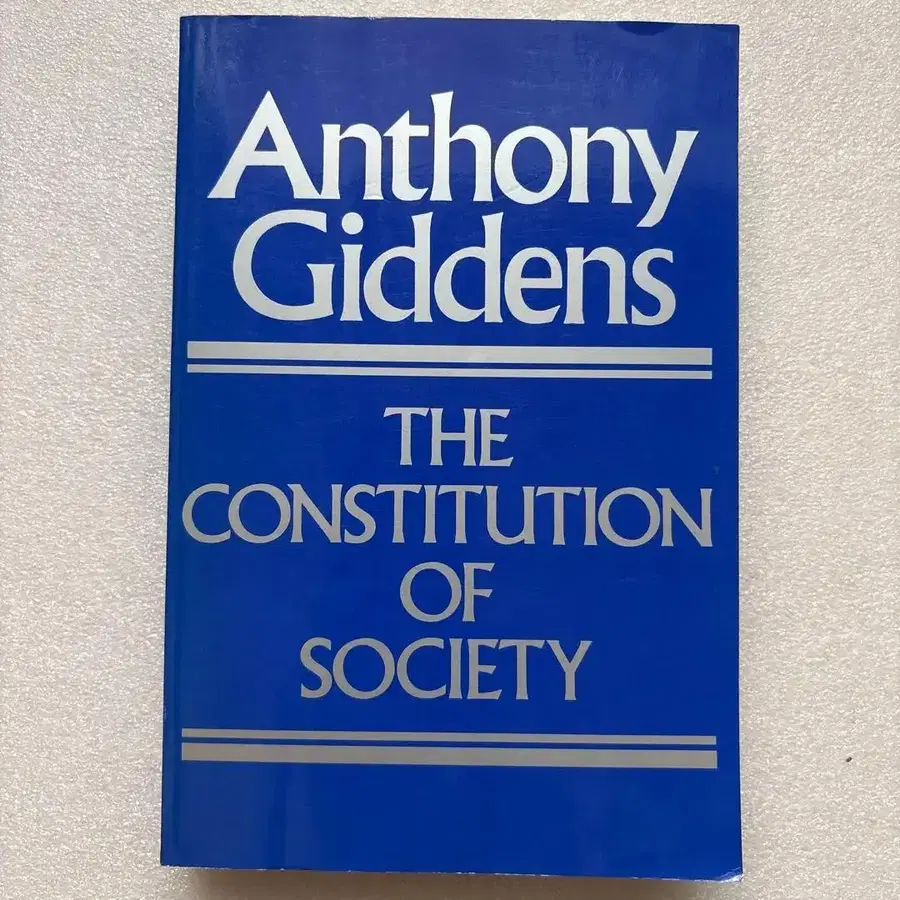 Anthony
Giddens
THE
CONSTITUTION
OF
SOCIETY